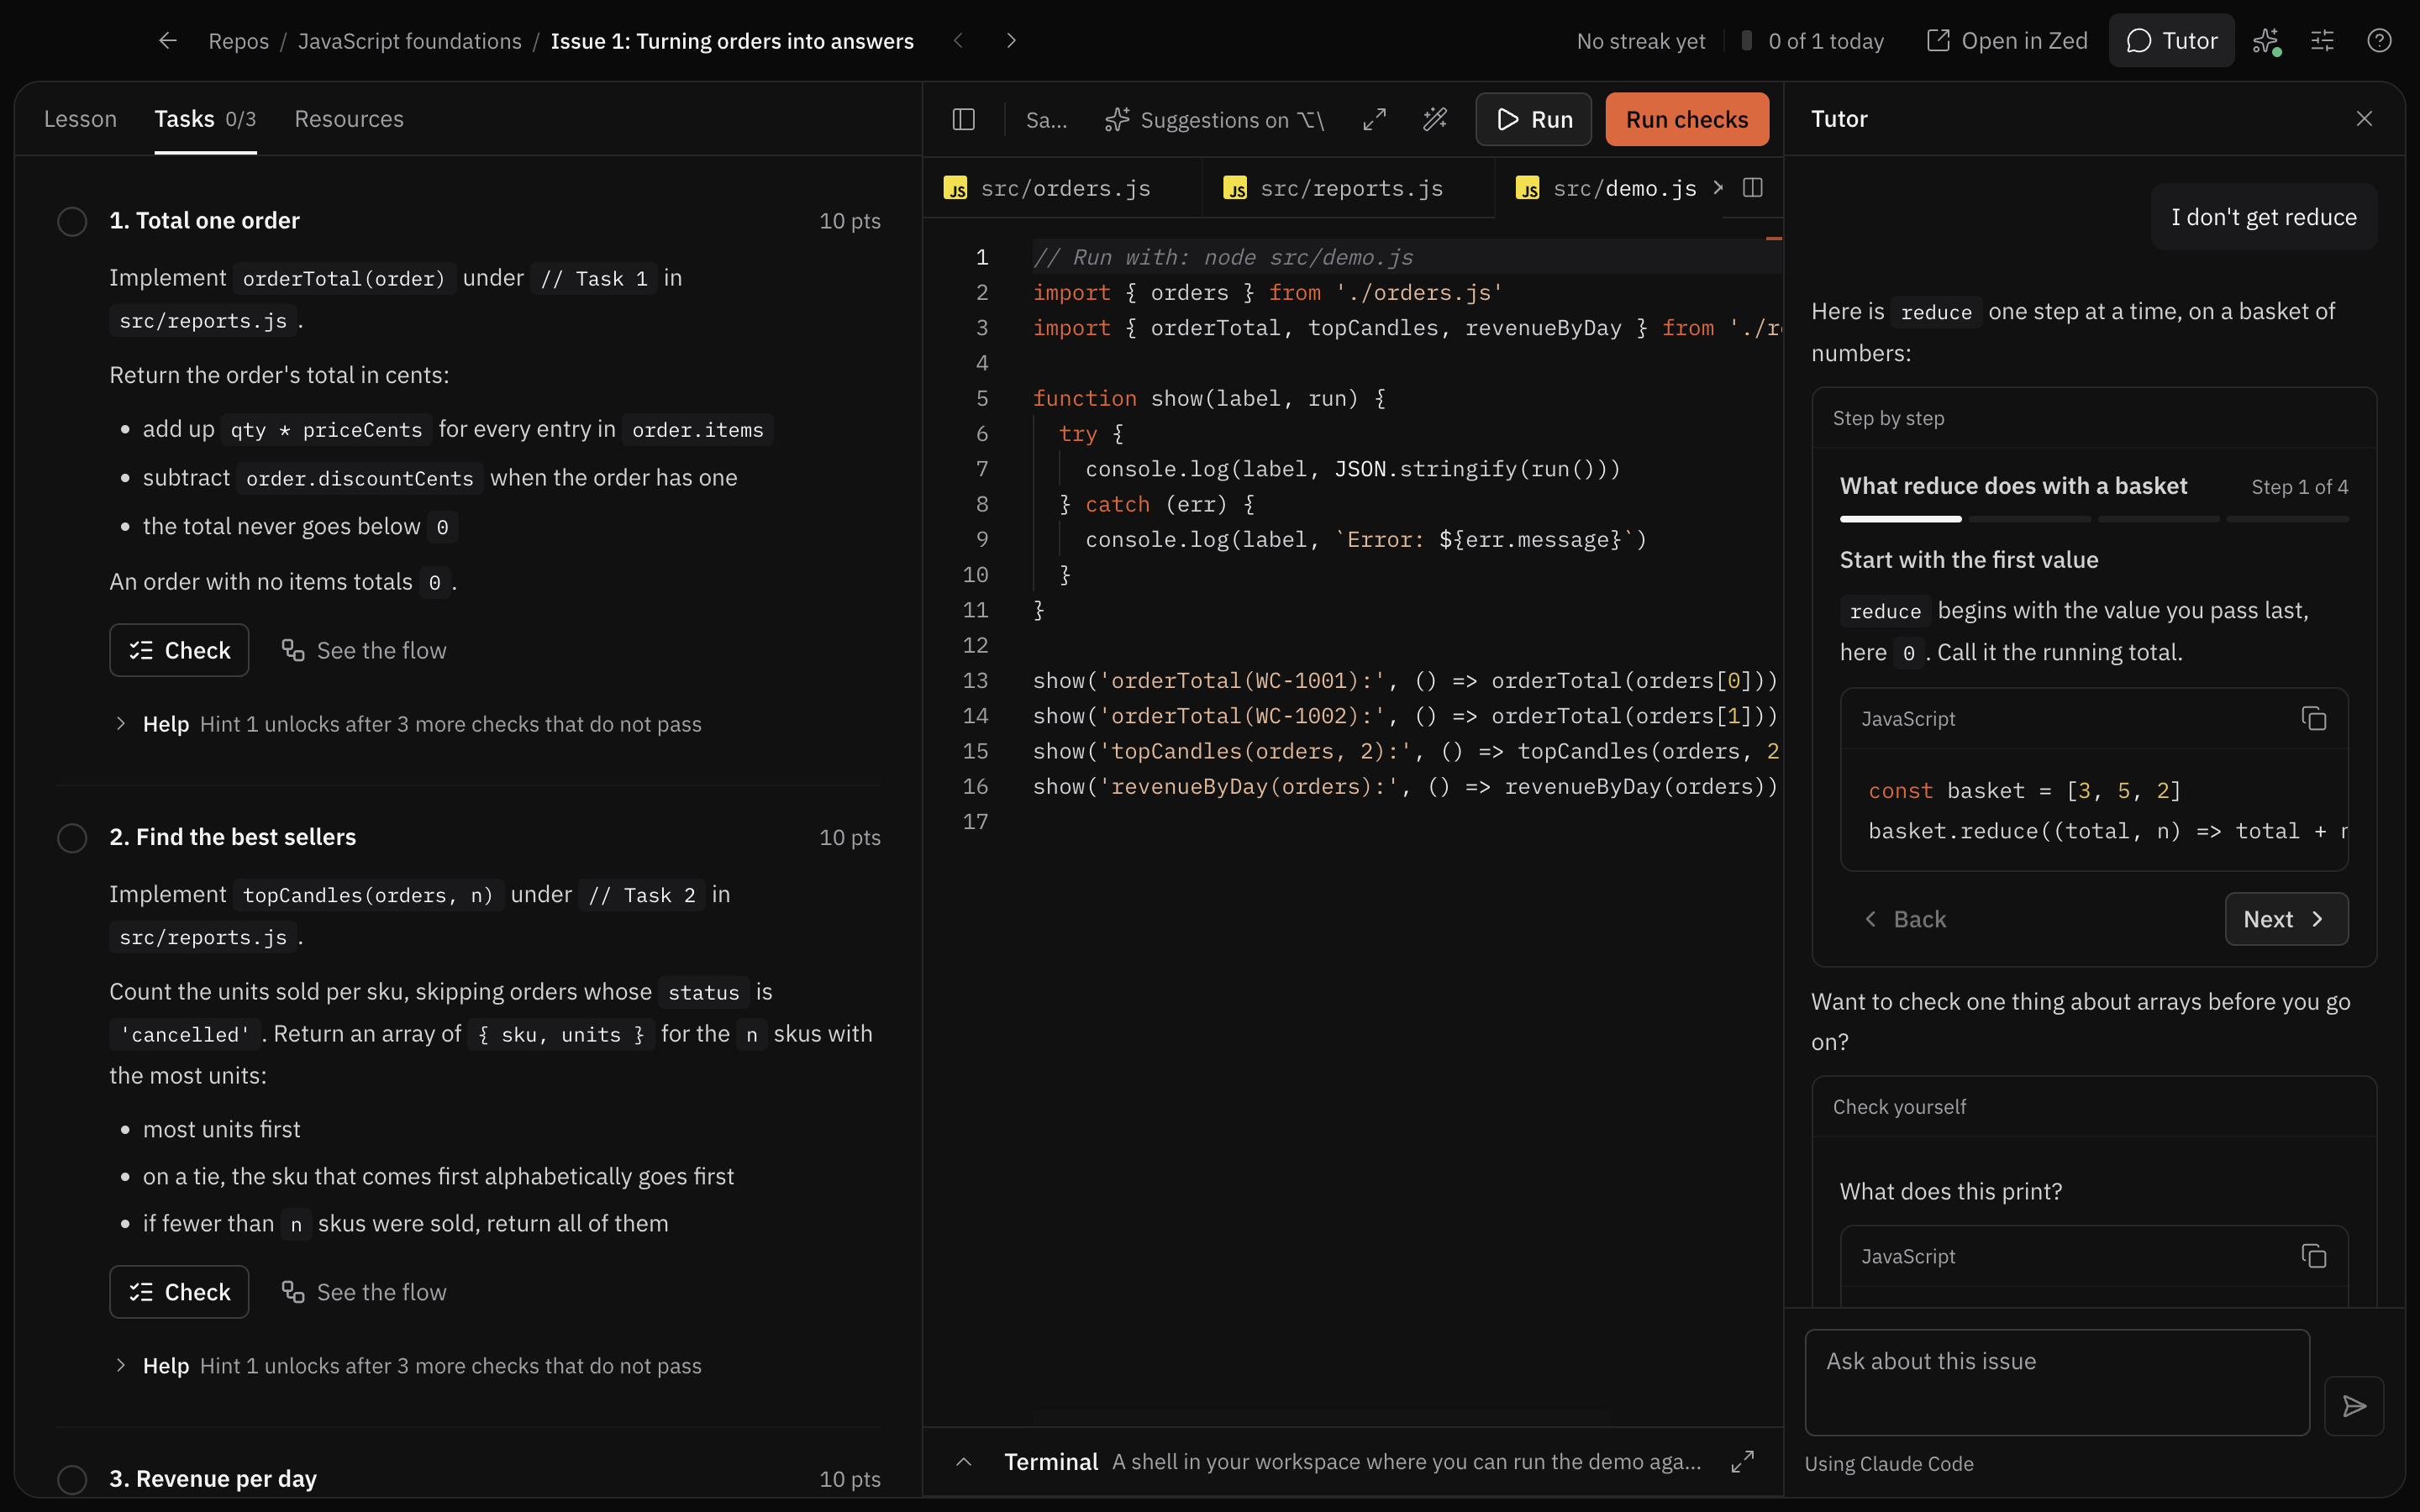 Repos / JavaScript foundations / Issue 1: Turning orders into answers
No streak yet
0 of 1 today
Open in Zed
Tutor
Lesson
Tasks 0/3
Resources
1. Total one order
10 pts
Implement orderTotal(order) under // Task 1 in
src/reports.js.
Return the order's total in cents:
• add up qty * priceCents for every entry in order.items
• subtract order.discountCents when the order has one
• the total never goes below 0
An order with no items totals 0.
Check
See the flow
Help Hint 1 unlocks after 3 more checks that do not pass
2. Find the best sellers
10 pts
Implement topCandles(orders, n) under // Task 2 in
src/reports.js.
Count the units sold per sku, skipping orders whose status is
'cancelled'. Return an array of { sku, units } for the n skus with
the most units:
• most units first
• on a tie, the sku that comes first alphabetically goes first
• if fewer than n skus were sold, return all of them
Check
See the flow
Help Hint 1 unlocks after 3 more checks that do not pass
3. Revenue per day
10 pts
Sa...
Suggestions on ⌥\
Run
Run checks
JS src/orders.js
JS src/reports.js
JS src/demo.js
1 // Run with: node src/demo.js
2 import { orders } from './orders.js'
3 import { orderTotal, topCandles, revenueByDay } from './r
4
5 function show(label, run) {
6 try {
7 console.log(label, JSON.stringify(run()))
8 } catch (err) {
9 console.log(label, `Error: ${err.message}`)
10 }
11 }
12
13 show('orderTotal(WC-1001):', () => orderTotal(orders[0]))
14 show('orderTotal(WC-1002):', () => orderTotal(orders[1]))
15 show('topCandles(orders, 2):', () => topCandles(orders, 2
16 show('revenueByDay(orders):', () => revenueByDay(orders))
17
Terminal A shell in your workspace where you can run the demo aga...
Tutor
I don't get reduce
Here is reduce one step at a time, on a basket of
numbers:
Step by step
What reduce does with a basket
Step 1 of 4
Start with the first value
reduce begins with the value you pass last,
here 0. Call it the running total.
JavaScript
const basket = [3, 5, 2]
basket.reduce((total, n) => total +
Back
Next
Want to check one thing about arrays before you go
on?
Check yourself
What does this print?
JavaScript
Ask about this issue
Using Claude Code